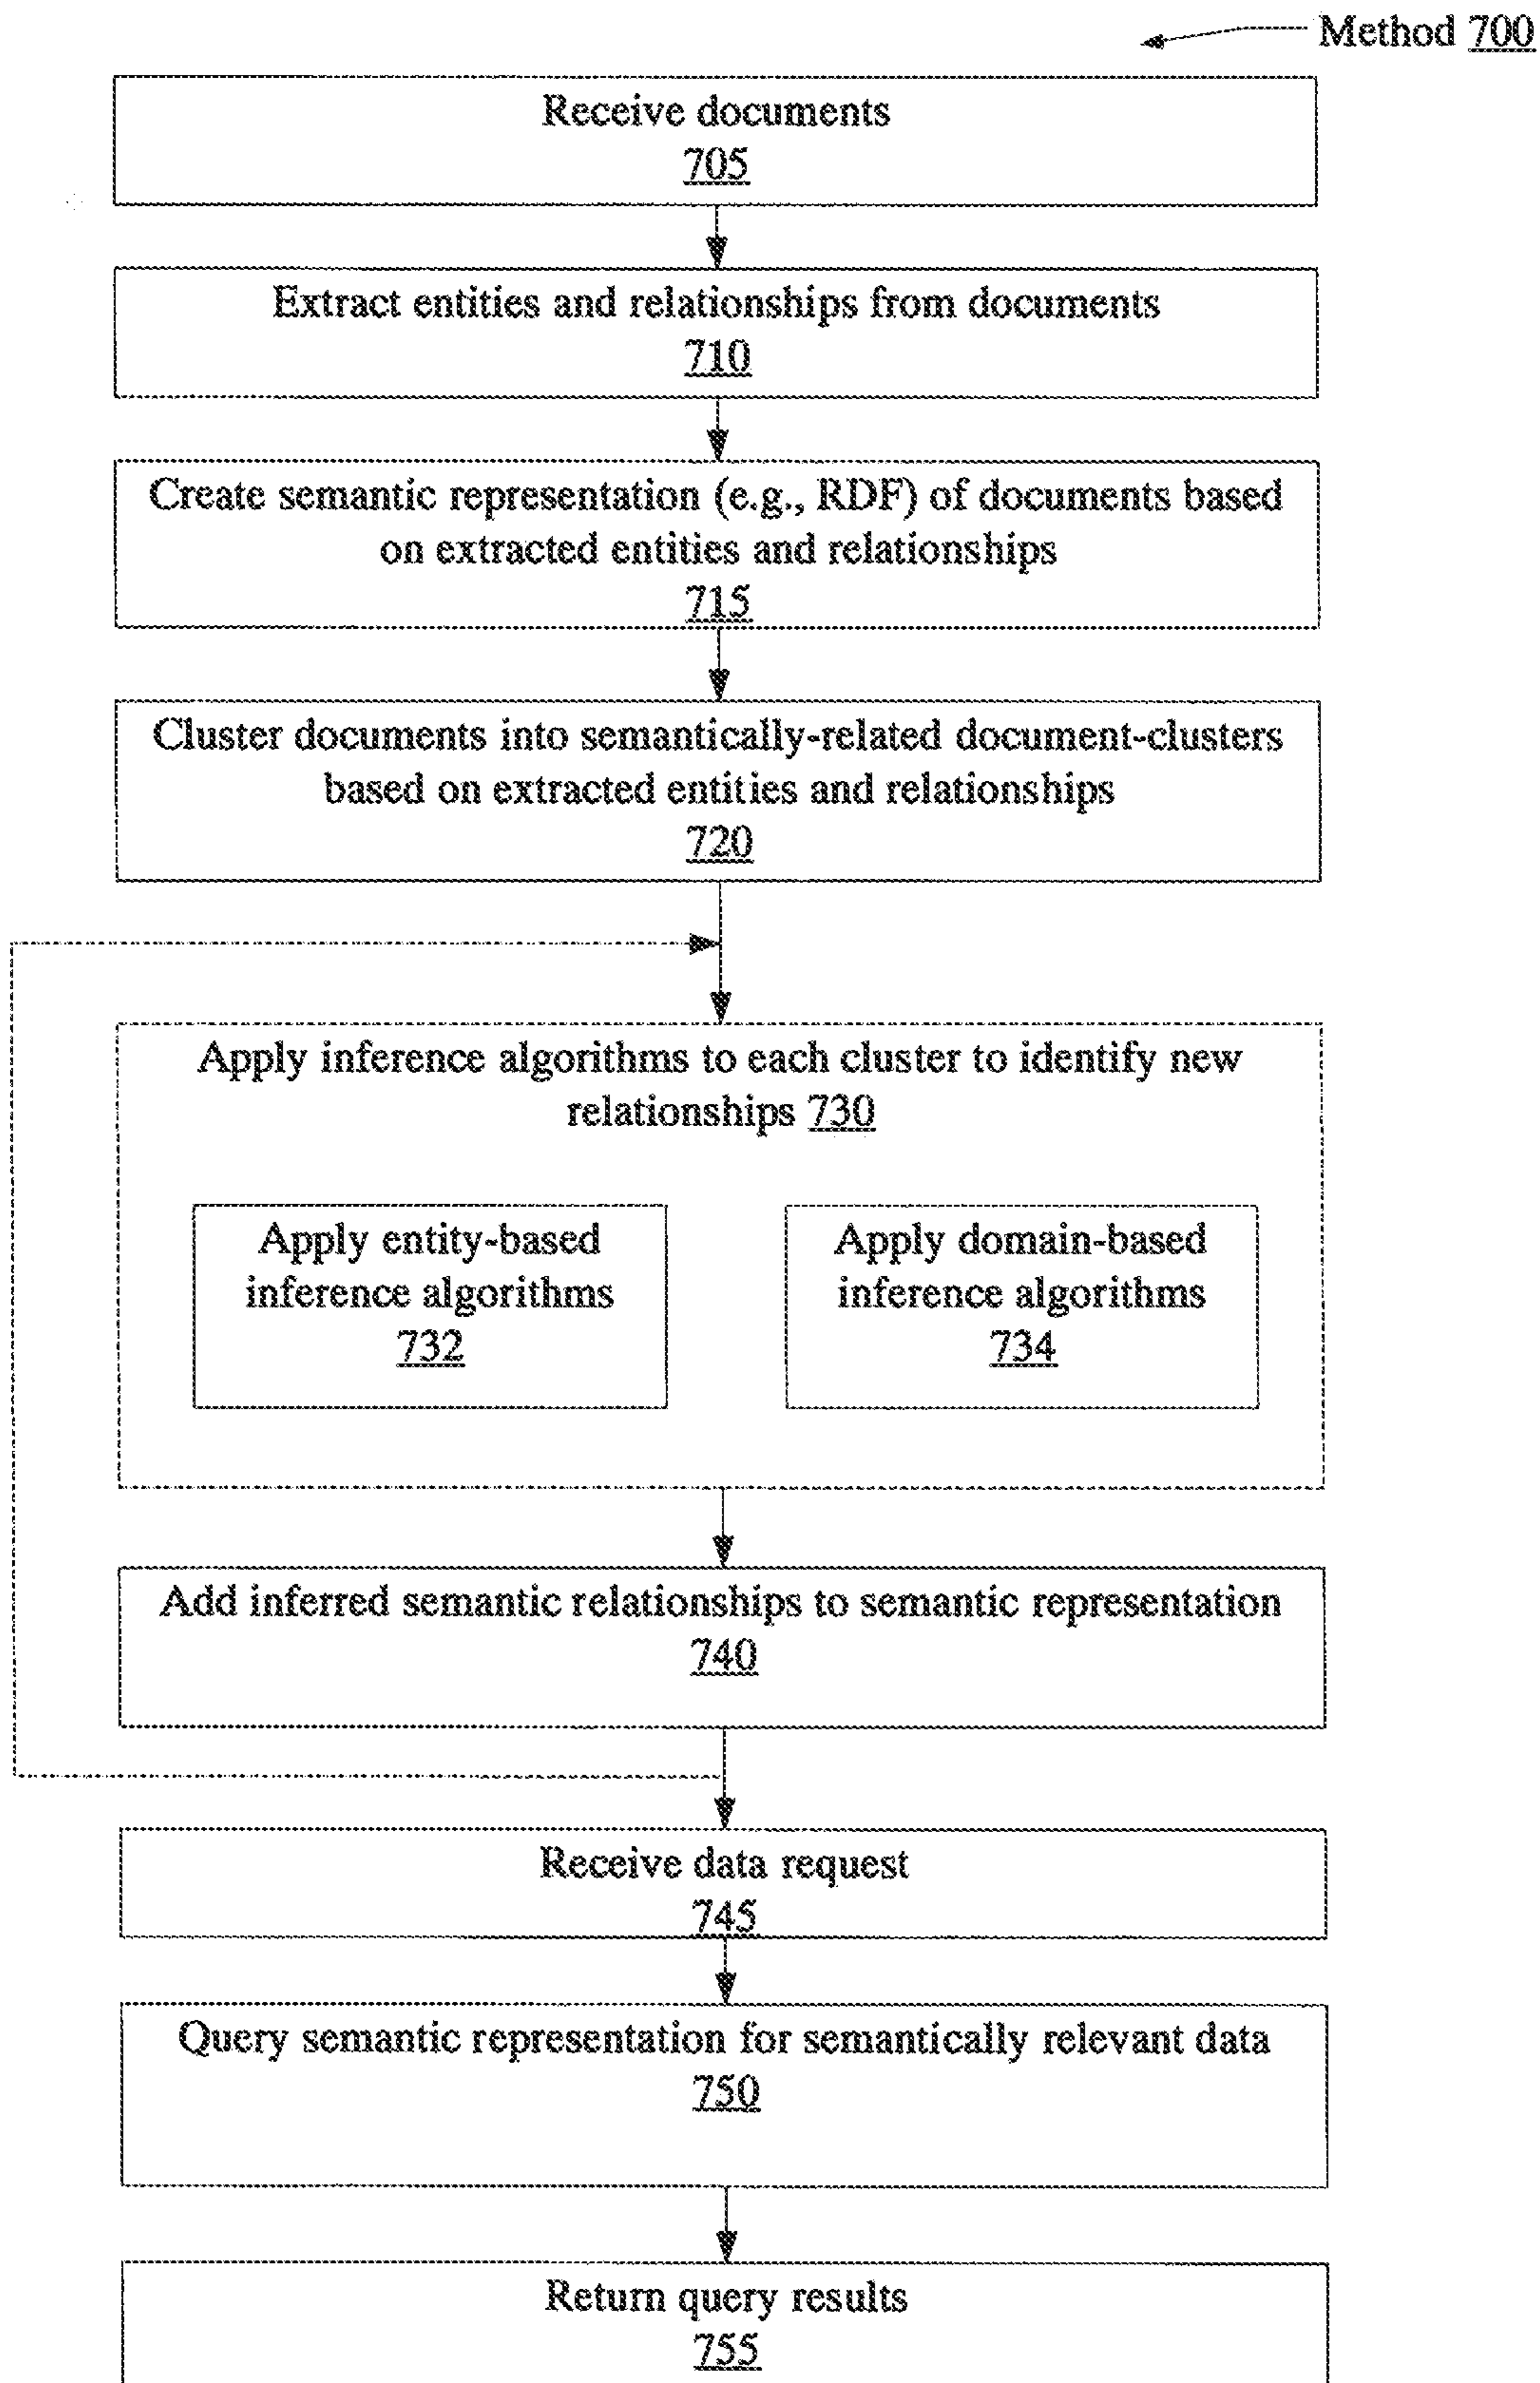 Method 700
Receive documents
705
Extract entities and relationships from documents
710
Create semantic representation (e.g., RDF) of documents based
on extracted entities and relationships
715
Cluster documents into semantically-related document-clusters
based on extracted entities and relationships
720
Apply inference algorithms to each cluster to identify new
relationships 730
Apply entity-based
inference algorithms
732
Apply domain-based
inference algorithms
734
Add inferred semantic relationships to semantic representation
740
Receive data request
745
Query semantic representation for semantically relevant data
750
Return query results
755